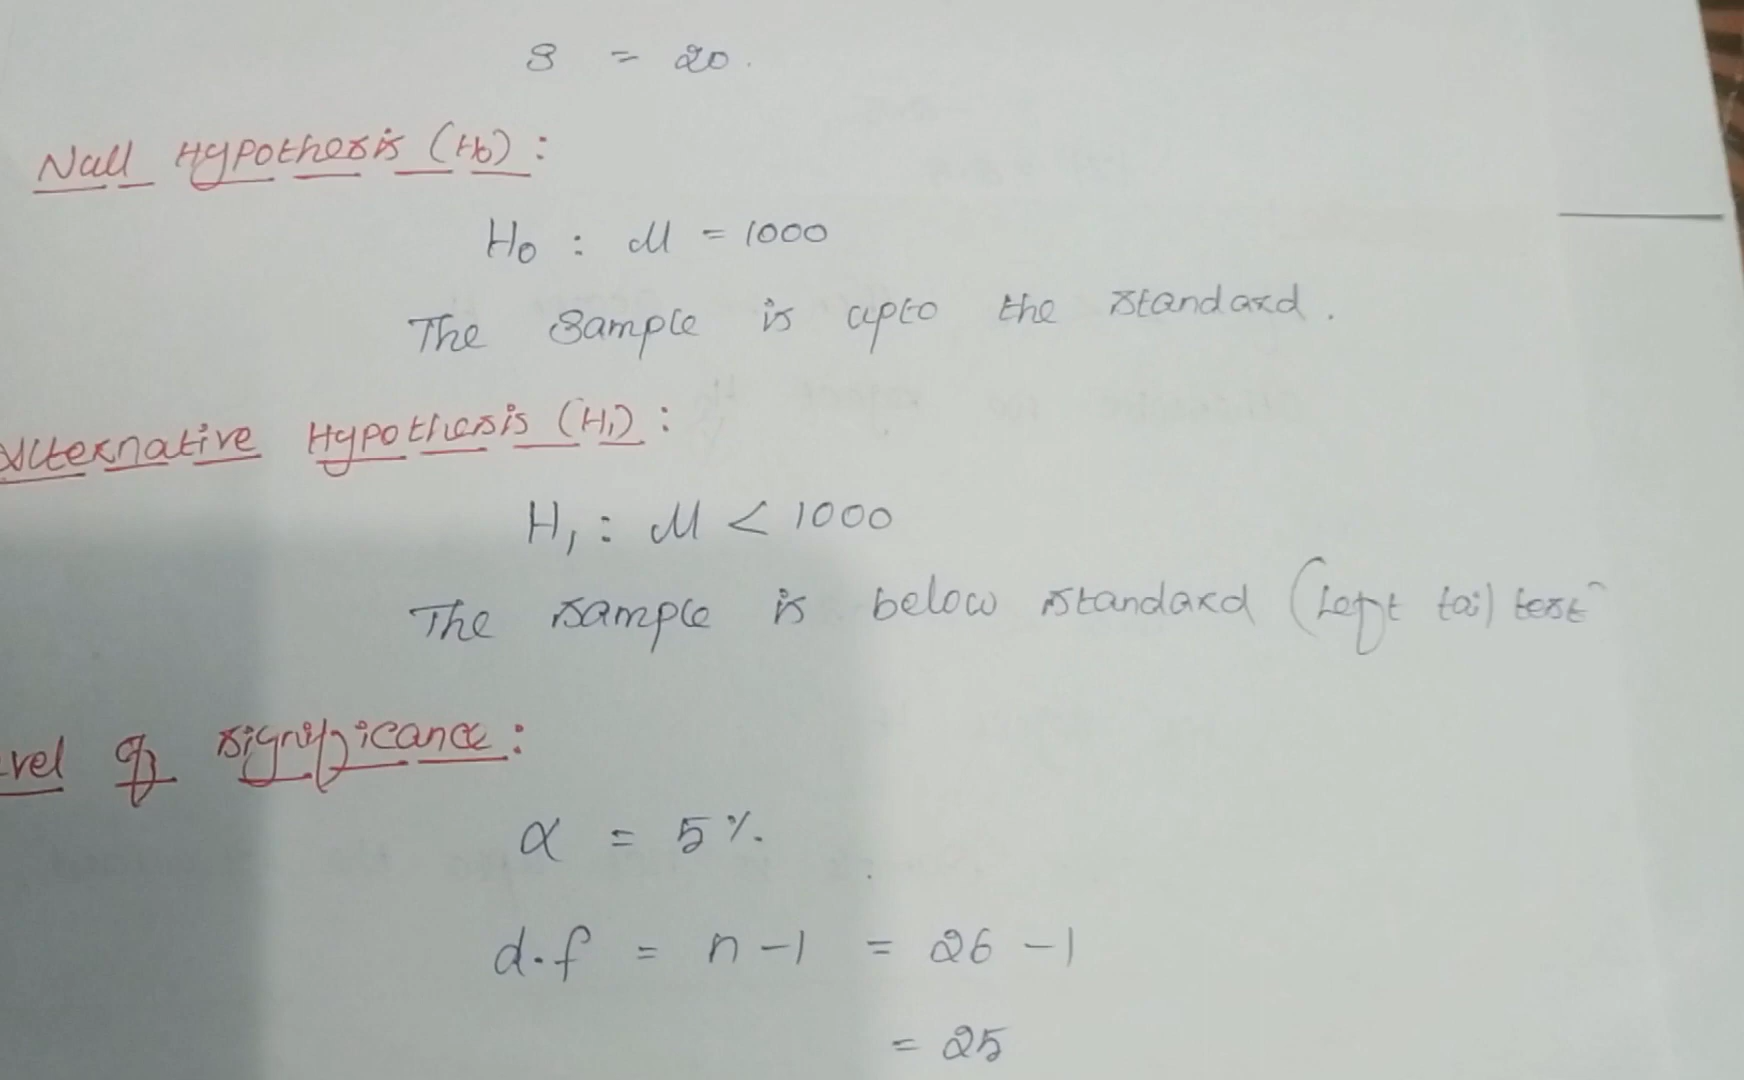 S = 20.
Null Hypothesis (H0) :
H0 : μ = 1000
The Sample is upto the standard.
Alternative Hypothesis (H1) :
H1 : μ < 1000
The sample is below standard (Left tail test
vel of significance :
α = 5%.
d.f = n-1 = 26-1
= 25